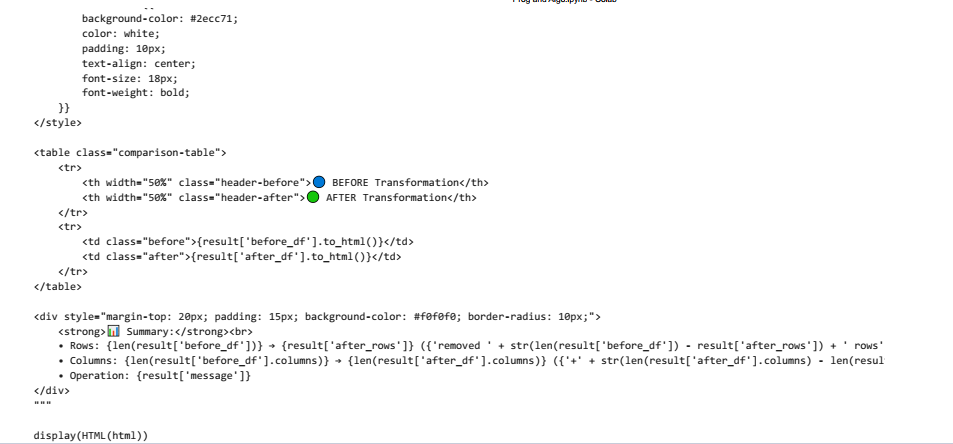 Prog and Algo.ipynb - Colab
        background-color: #2ecc71;
        color: white;
        padding: 10px;
        text-align: center;
        font-size: 18px;
        font-weight: bold;
    }}
</style>

<table class="comparison-table">
    <tr>
        <th width="50%" class="header-before">🔵 BEFORE Transformation</th>
        <th width="50%" class="header-after">🟢 AFTER Transformation</th>
    </tr>
    <tr>
        <td class="before">{result['before_df'].to_html()}</td>
        <td class="after">{result['after_df'].to_html()}</td>
    </tr>
</table>

<div style="margin-top: 20px; padding: 15px; background-color: #f0f0f0; border-radius: 10px;">
    <strong>📊 Summary:</strong><br>
    • Rows: {len(result['before_df'])} → {result['after_rows']} ({'removed ' + str(len(result['before_df']) - result['after_rows']) + ' rows'
    • Columns: {len(result['before_df'].columns)} → {len(result['after_df'].columns)} ({'+' + str(len(result['after_df'].columns) - len(resul
    • Operation: {result['message']}
</div>
"""

display(HTML(html))